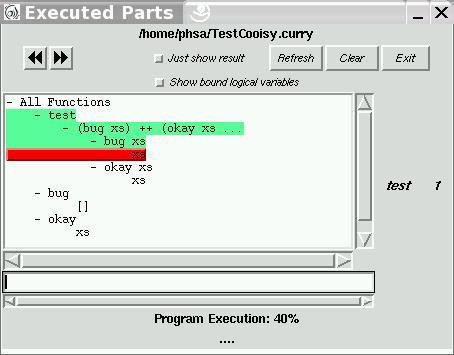 Executed Parts
/home/phsa/TestCooisy.curry
Just show result
Refresh
Clear
Exit
Show bound logical variables
- All Functions
- test
- (bug xs) ++ (okay xs ...
- bug xs
xs
- okay xs
xs
- bug
[]
- okay
xs
test 1
Program Execution: 40%
....